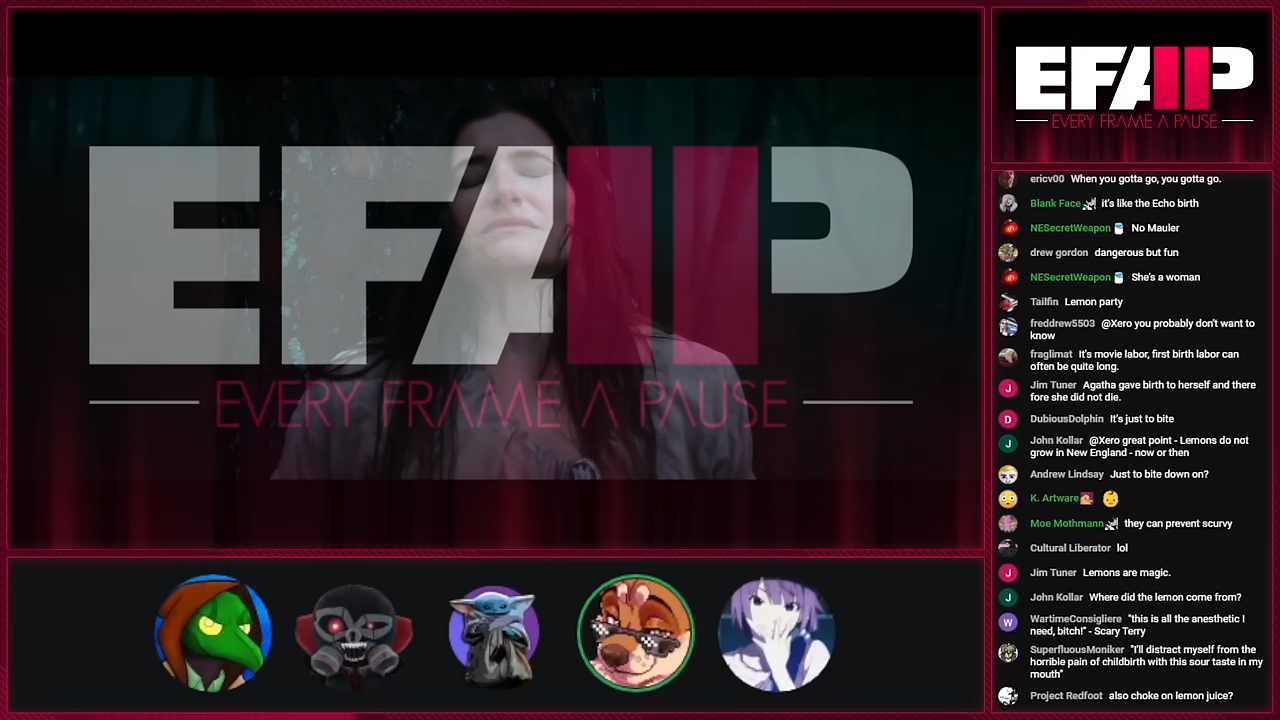 EFAP
EVERY FRAME A PAUSE
EFAP
EVERY FRAME A PAUSE
ericv00 When you gotta go, you gotta go.
Blank Face it's like the Echo birth
NESecretWeapon No Mauler
drew gordon dangerous but fun
NESecretWeapon She's a woman
Tailfin Lemon party
freddrew5503 @Xero you probably don't want to
know
fraglimat It's movie labor, first birth labor can
often be quite long.
J Jim Tuner Agatha gave birth to herself and there
fore she did not die.
D DubiousDolphin It's just to bite
J John Kollar @Xero great point - Lemons do not
grow in New England - now or then
Andrew Lindsay Just to bite down on?
K. Artware
Moe Mothmann they can prevent scurvy
Cultural Liberator lol
J Jim Tuner Lemons are magic.
J John Kollar Where did the lemon come from?
W WartimeConsigliere "this is all the anesthetic I
need, bitch!" - Scary Terry
SuperfluousMoniker "I'll distract myself from the
horrible pain of childbirth with this sour taste in my
mouth"
Project Redfoot also choke on lemon juice?